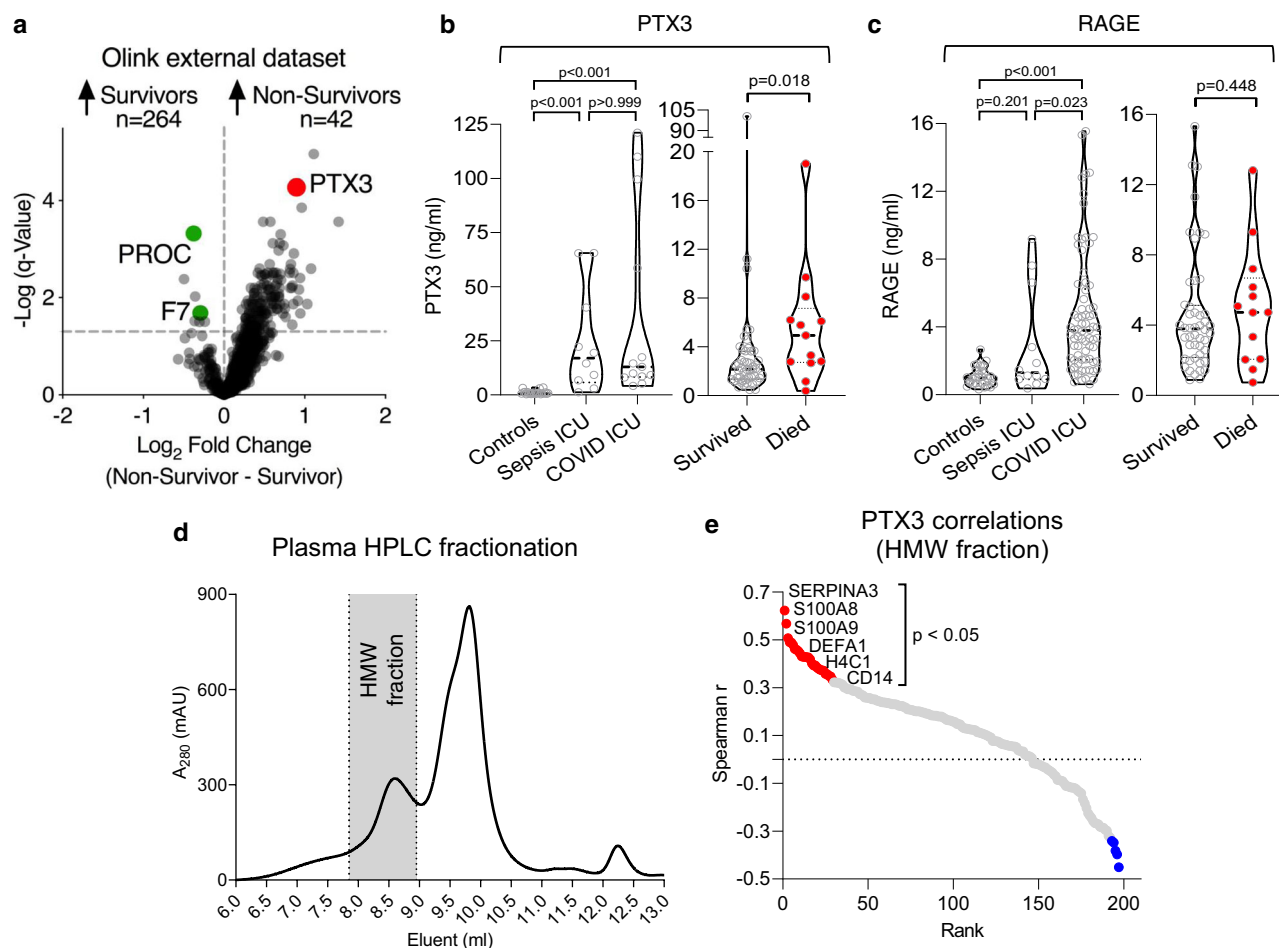 a
Olink external dataset
Survivors
n=264
Non-Survivors
n=42
-Log (q-Value)
4
2
0
PTX3
PROC
F7
-2
-1
0
1
2
Log2 Fold Change
(Non-Survivor - Survivor)
b
PTX3
p<0.001
p<0.001
p>0.999
PTX3 (ng/ml)
125
100
75
50
25
0
Controls
Sepsis ICU
COVID ICU
p=0.018
105
90
20
16
12
8
4
0
Survived
Died
c
RAGE
p<0.001
p=0.201
p=0.023
RAGE (ng/ml)
16
12
8
4
0
Controls
Sepsis ICU
COVID ICU
p=0.448
16
12
8
4
0
Survived
Died
d
Plasma HPLC fractionation
A280 (mAU)
900
600
300
0
HMW
fraction
6.0
6.5
7.0
7.5
8.0
8.5
9.0
9.5
10.0
10.5
11.0
11.5
12.0
12.5
13.0
Eluent (ml)
e
PTX3 correlations
(HMW fraction)
Spearman r
0.7
0.5
0.3
0.1
-0.1
-0.3
-0.5
SERPINA3
S100A8
S100A9
DEFA1
H4C1
CD14
p < 0.05
0
50
100
150
200
Rank